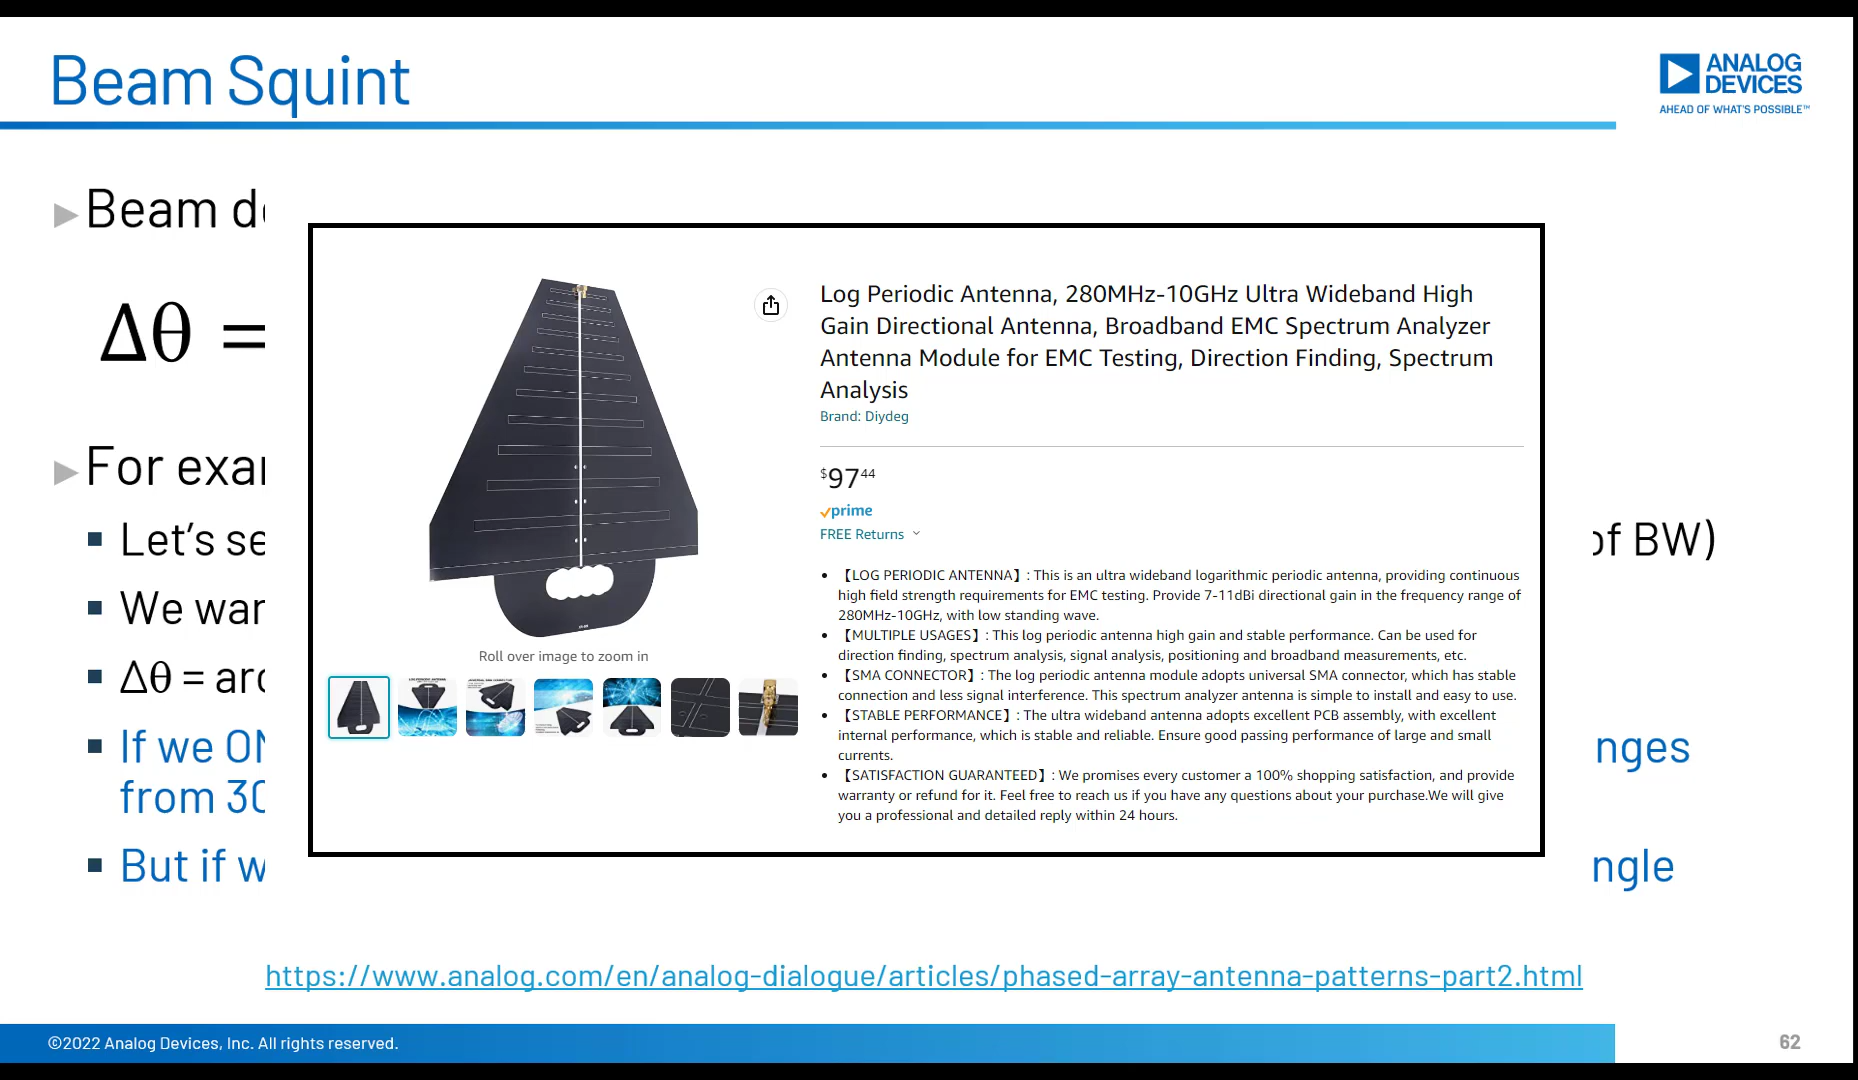 Beam Squint
ANALOG
DEVICES
AHEAD OF WHAT'S POSSIBLE™
Beam
Δθ =
For
Let's
We
Δθ =
of BW)
If we
from
But if
Log Periodic Antenna, 280MHz-10GHz Ultra Wideband High
Gain Directional Antenna, Broadband EMC Spectrum Analyzer
Antenna Module for EMC Testing, Direction Finding, Spectrum
Analysis
Brand: Diydeg
$97.44
prime
FREE Returns
• 【LOG PERIODIC ANTENNA】: This is an ultra wideband logarithmic periodic antenna, providing continuous
high field strength requirements for EMC testing. Provide 7-11dBi directional gain in the frequency range of
280MHz-10GHz, with low standing wave.
• 【MULTIPLE USAGES】: This log periodic antenna high gain and stable performance. Can be used for
direction finding, spectrum analysis, signal analysis, positioning and broadband measurements, etc.
• 【SMA CONNECTOR】: The log periodic antenna module adopts universal SMA connector, which has stable
connection and less signal interference. This spectrum analyzer antenna is simple to install and easy to use.
• 【STABLE PERFORMANCE】: The ultra wideband antenna adopts excellent PCB assembly, with excellent
internal performance, which is stable and reliable. Ensure good passing performance of large and small
currents.
• 【SATISFACTION GUARANTEED】: We promises every customer a 100% shopping satisfaction, and provide
warranty or refund for it. Feel free to reach us if you have any questions about your purchase.We will give
you a professional and detailed reply within 24 hours.
Roll over image to zoom in
https://www.analog.com/en/analog-dialogue/articles/phased-array-antenna-patterns-part2.html
©2022 Analog Devices, Inc. All rights reserved.
62